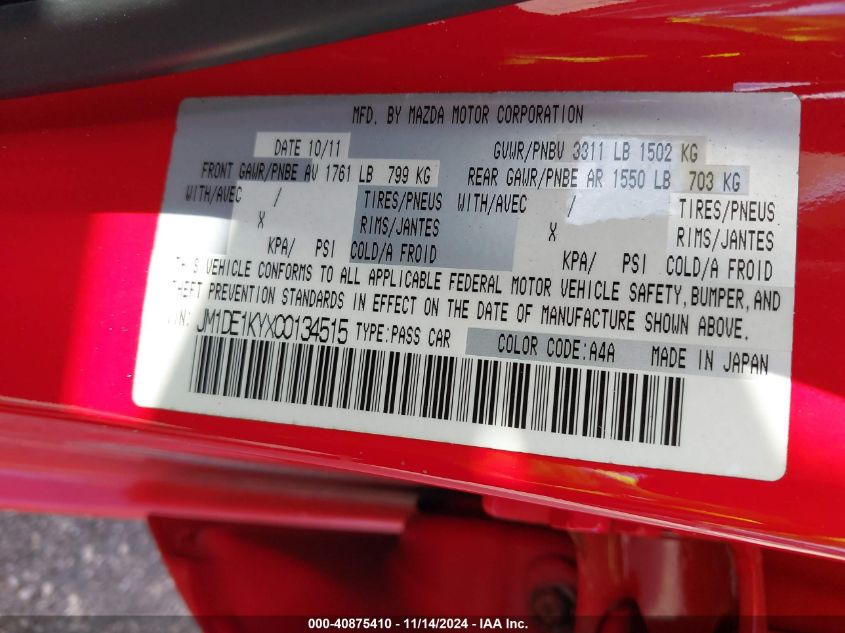 MFD. BY MAZDA MOTOR CORPORATION
DATE 10/11 GVWR/PNBV 3311 LB 1502 KG
FRONT GAWR/PNBE AV 1761 LB 799 KG REAR GAWR/PNBE AR 1550 LB 703 KG
WITH/AVEC / TIRES/PNEUS WITH/AVEC / TIRES/PNEUS
X RIMS/JANTES X RIMS/JANTES
KPA/ PSI COLD/A FROID KPA/ PSI COLD/A FROID
THIS VEHICLE CONFORMS TO ALL APPLICABLE FEDERAL MOTOR VEHICLE SAFETY, BUMPER, AND
THEFT PREVENTION STANDARDS IN EFFECT ON THE DATE OF MANUFACTURE SHOWN ABOVE.
VIN: JM1DE1KYXC0134515 TYPE:PASS CAR COLOR CODE:A4A MADE IN JAPAN
000-40875410 - 11/14/2024 - IAA Inc.